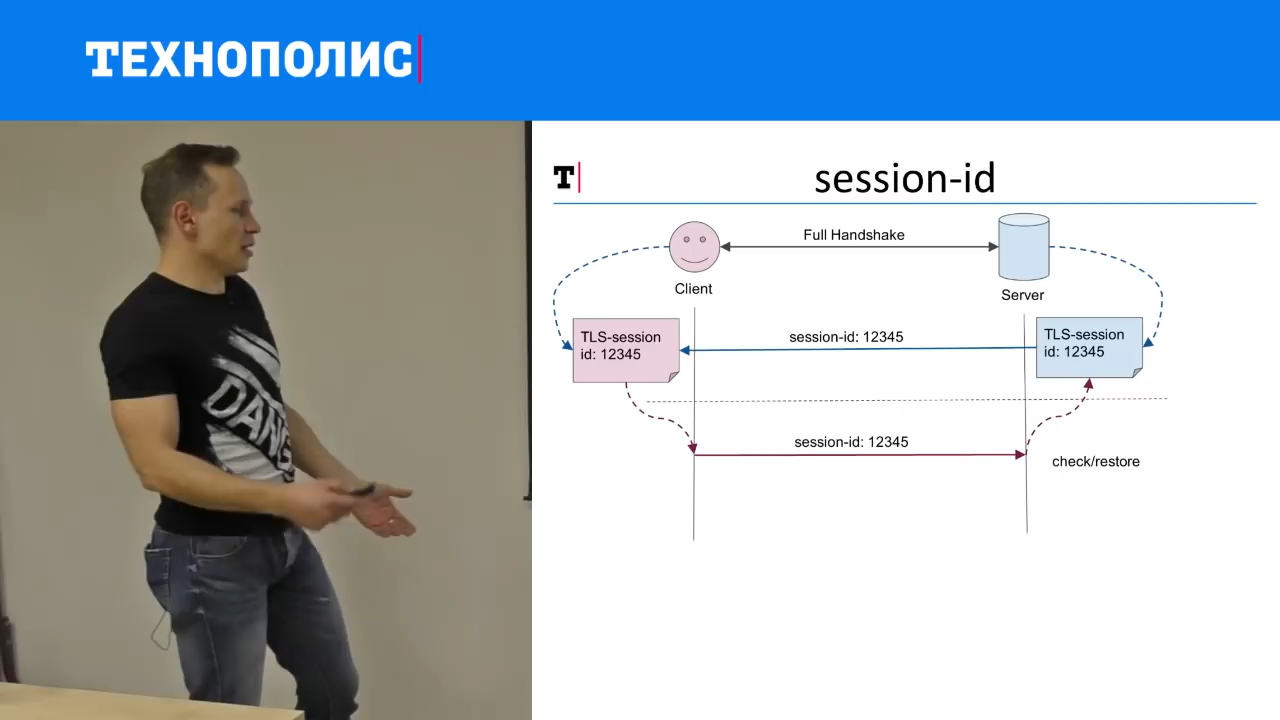 ТЕХНОПОЛИС
T
session-id
Full Handshake
Client
Server
TLS-session
id: 12345
session-id: 12345
TLS-session
id: 12345
session-id: 12345
check/restore
DANG